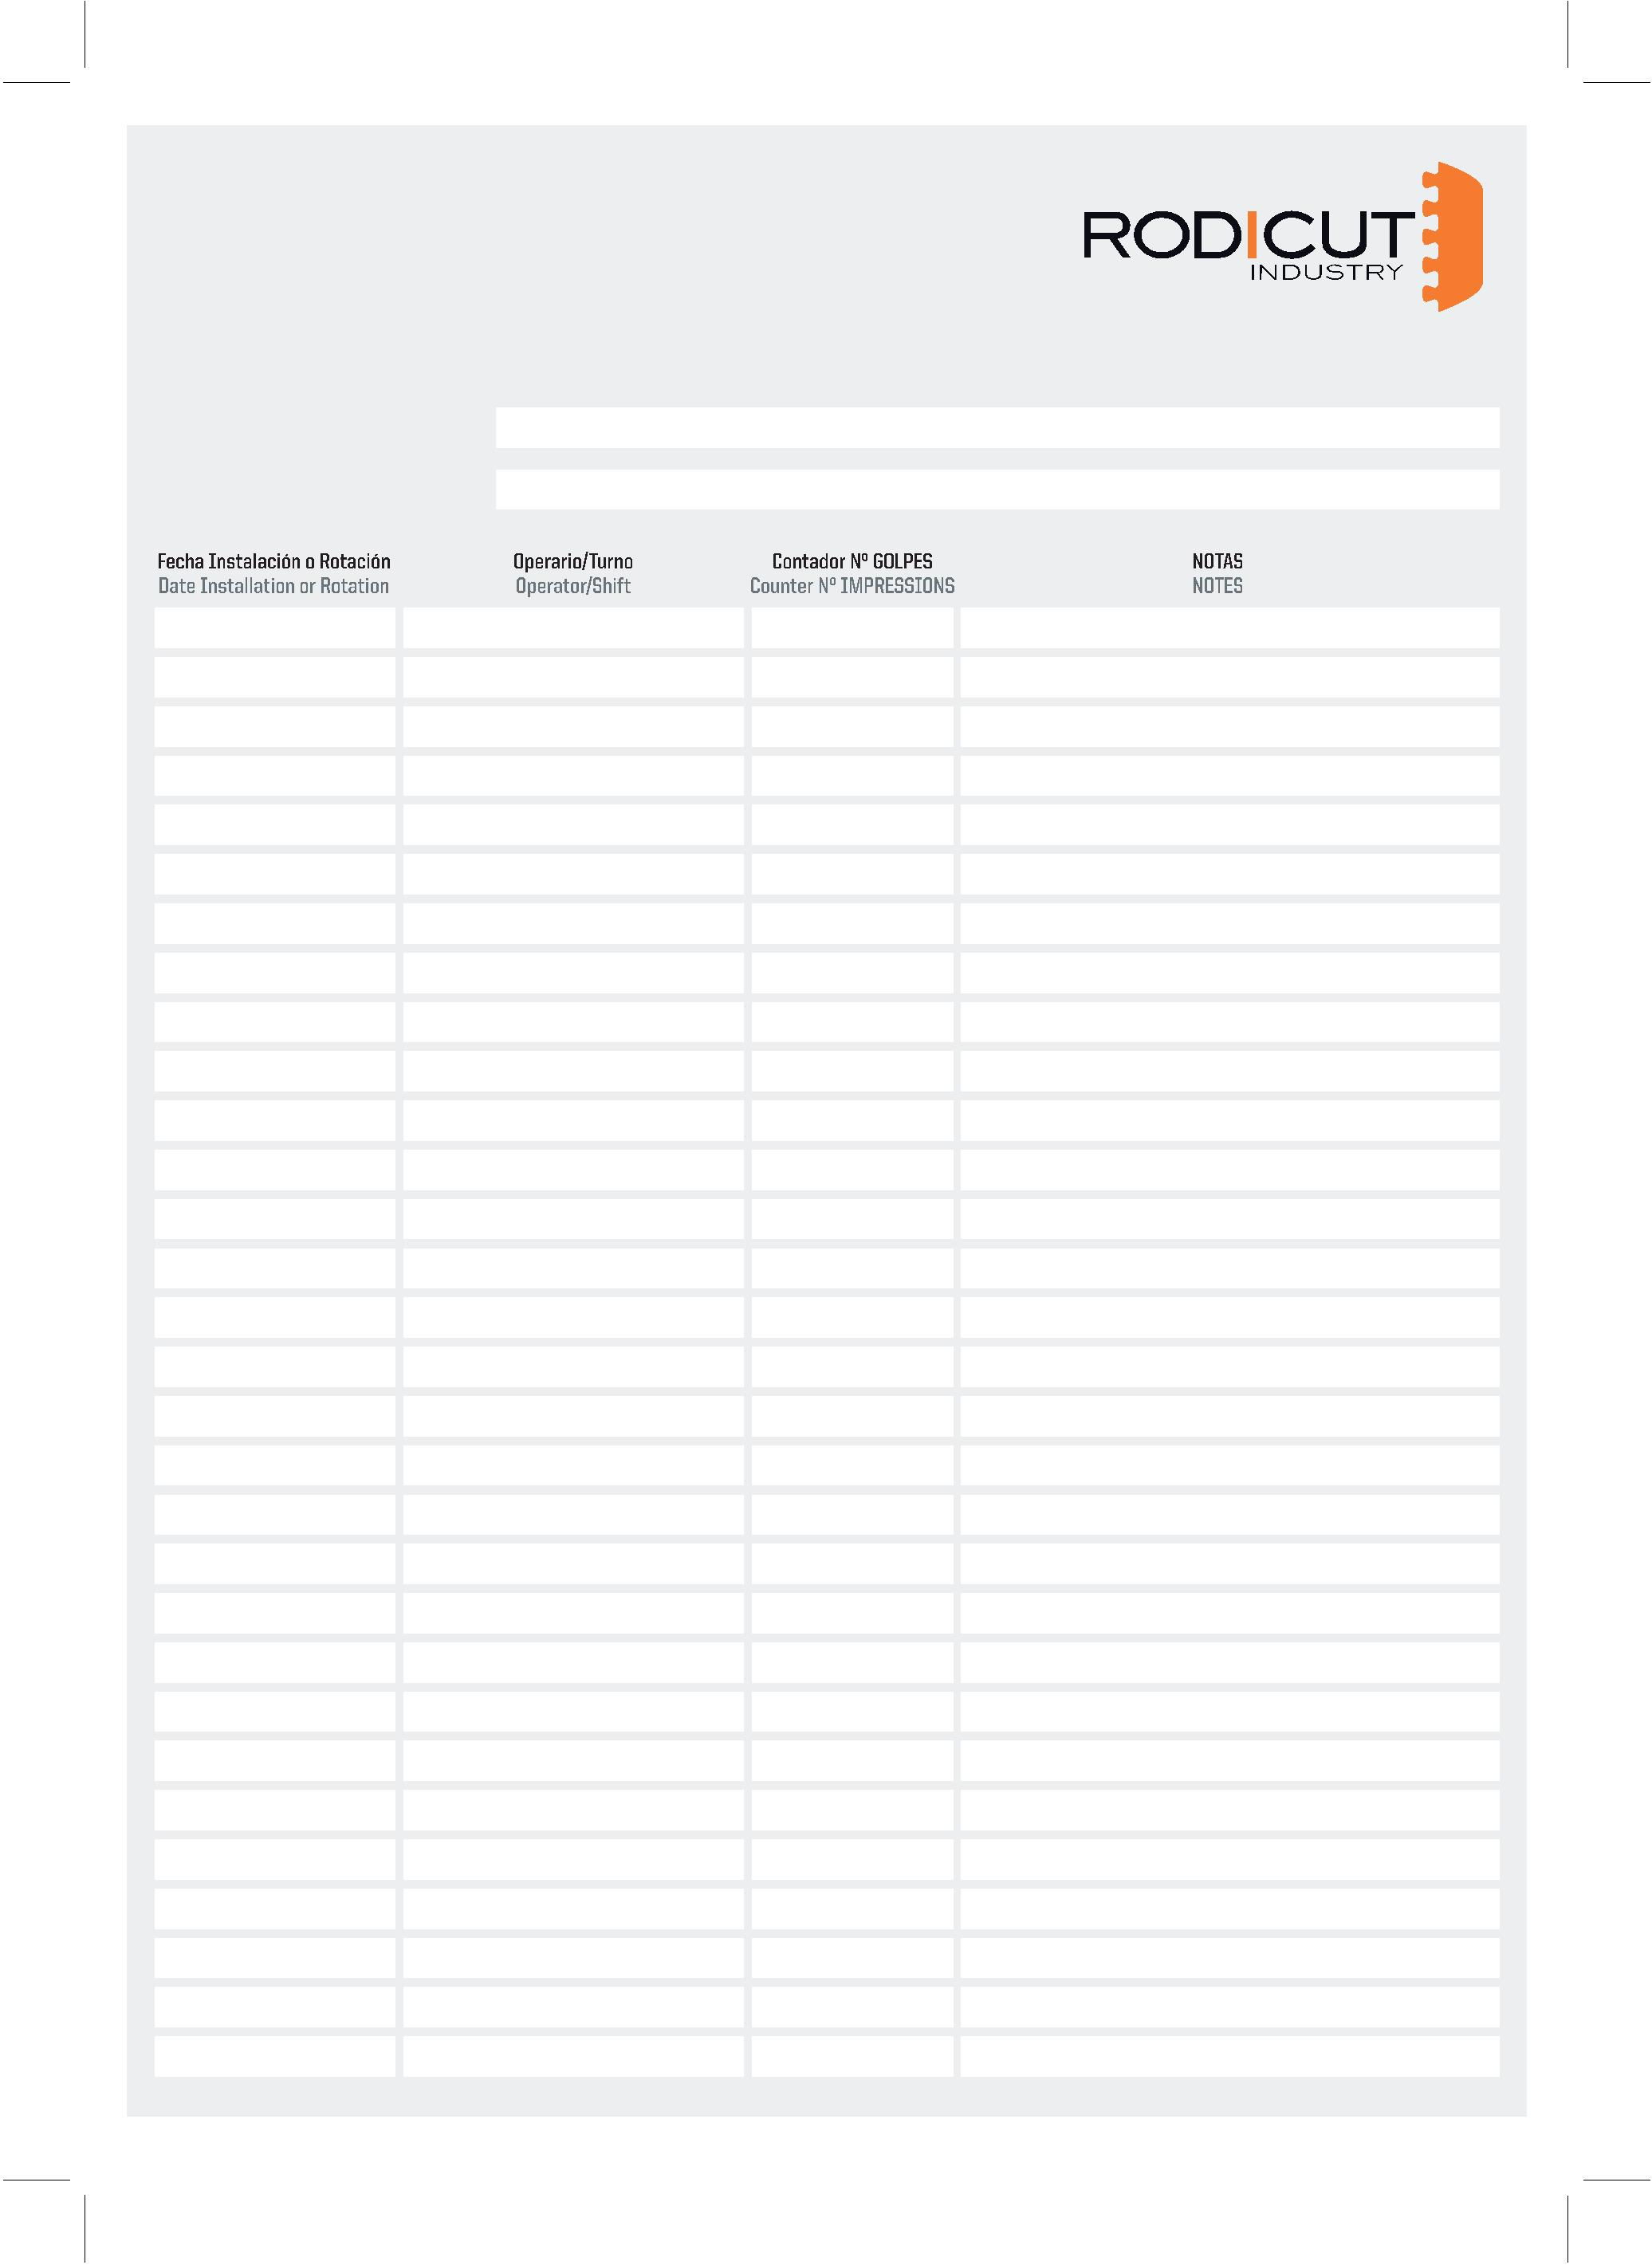 RODICUT
INDUSTRY
Fecha Instalación o Rotación Operario/Turno Contador Nº GOLPES NOTAS
Date Installation or Rotation Operator/Shift Counter Nº IMPRESSIONS NOTES